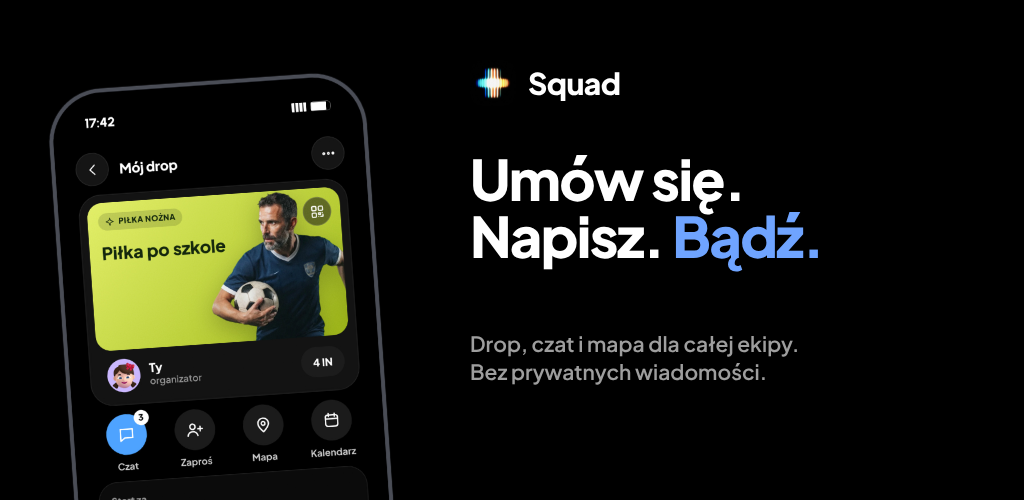 17:42
Mój drop
PIŁKA NOŻNA
Piłka po szkole
Ty
organizator
4 IN
3
Czat
Zaproś
Mapa
Kalendarz
Squad
Umów się.
Napisz. Bądź.
Drop, czat i mapa dla całej ekipy.
Bez prywatnych wiadomości.